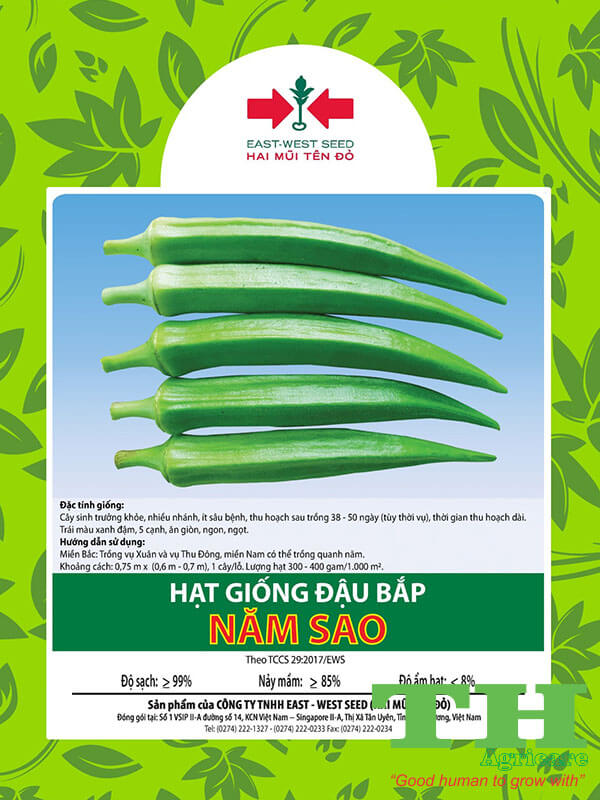 EAST-WEST SEED
HAI MŨI TÊN ĐỎ
Đặc tính giống:
Cây sinh trưởng khỏe, nhiều nhánh, ít sâu bệnh, thu hoạch sau trồng 38 - 50 ngày (tùy thời vụ), thời gian thu hoạch dài.
Trái màu xanh đậm, 5 cạnh, ăn giòn, ngon, ngọt.
Hướng dẫn sử dụng:
Miền Bắc: Trồng vụ Xuân và vụ Thu Đông, miền Nam có thể trồng quanh năm.
Khoảng cách: 0,75 m x (0,6 m - 0,7 m), 1 cây/lỗ. Lượng hạt 300 - 400 gam/1.000 m².
HẠT GIỐNG ĐẬU BẮP
NĂM SAO
Theo TCCS 29:2017/EWS
Độ sạch: ≥ 99% Nảy mầm: ≥ 85% Độ ẩm hạt: < 8%
Sản phẩm của CÔNG TY TNHH EAST - WEST SEED (HAI MŨI TÊN ĐỎ)
Đóng gói tại: Số 1 VSIP II-A đường số 14, KCN Việt Nam – Singapore II-A, Thị Xã Tân Uyên, Việt Nam
Tel: (0274) 222-1327 - (0274) 222-0233 Fax: (0274) 222-0234
TH
Agricare
“Good human to grow with”